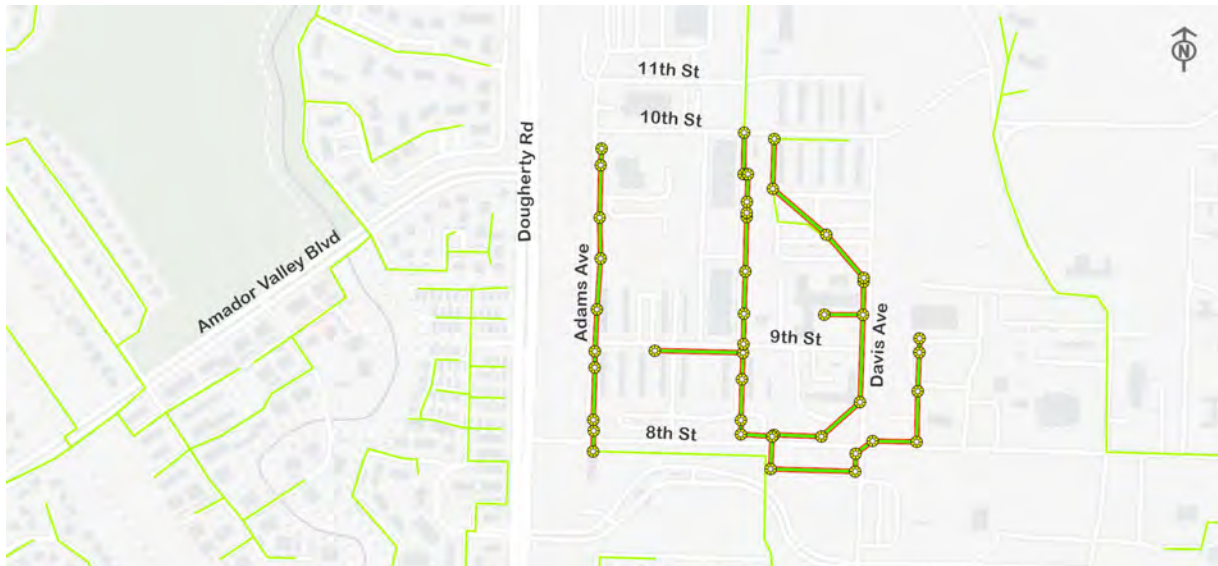 N
11th St
10th St
Dougherty Rd
Amador Valley Blvd
Adams Ave
9th St
Davis Ave
8th St